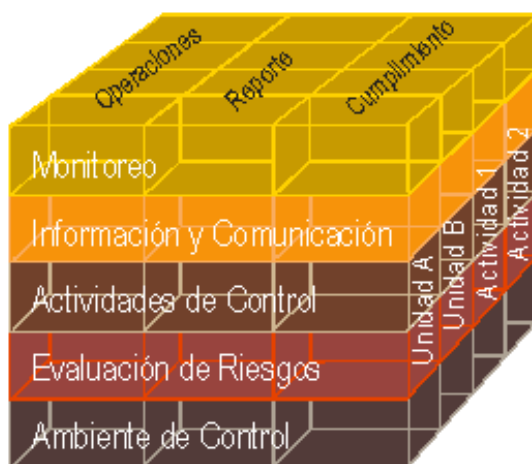 Operaciones
Reporte
Cumplimiento
Monitoreo
Información y Comunicación
Actividades de Control
Evaluación de Riesgos
Ambiente de Control
Unidad A
Unidad B
Actividad 1
Actividad 2